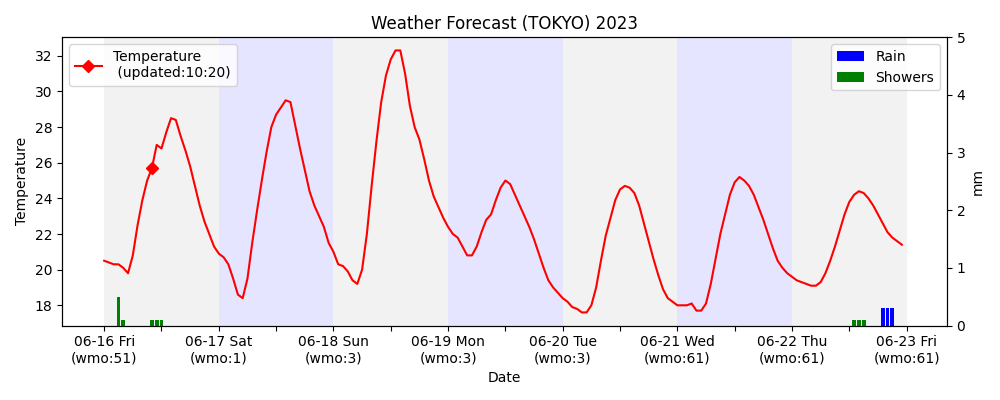 Weather Forecast (TOKYO) 2023
Temperature
(updated:10:20)
Rain
Showers
Temperature
32
30
28
26
24
22
20
18
5
4
3
2
1
0
mm
06-16 Fri
(wmo:51)
06-17 Sat
(wmo:1)
06-18 Sun
(wmo:3)
06-19 Mon
(wmo:3)
06-20 Tue
(wmo:3)
06-21 Wed
(wmo:61)
06-22 Thu
(wmo:61)
06-23 Fri
(wmo:61)
Date